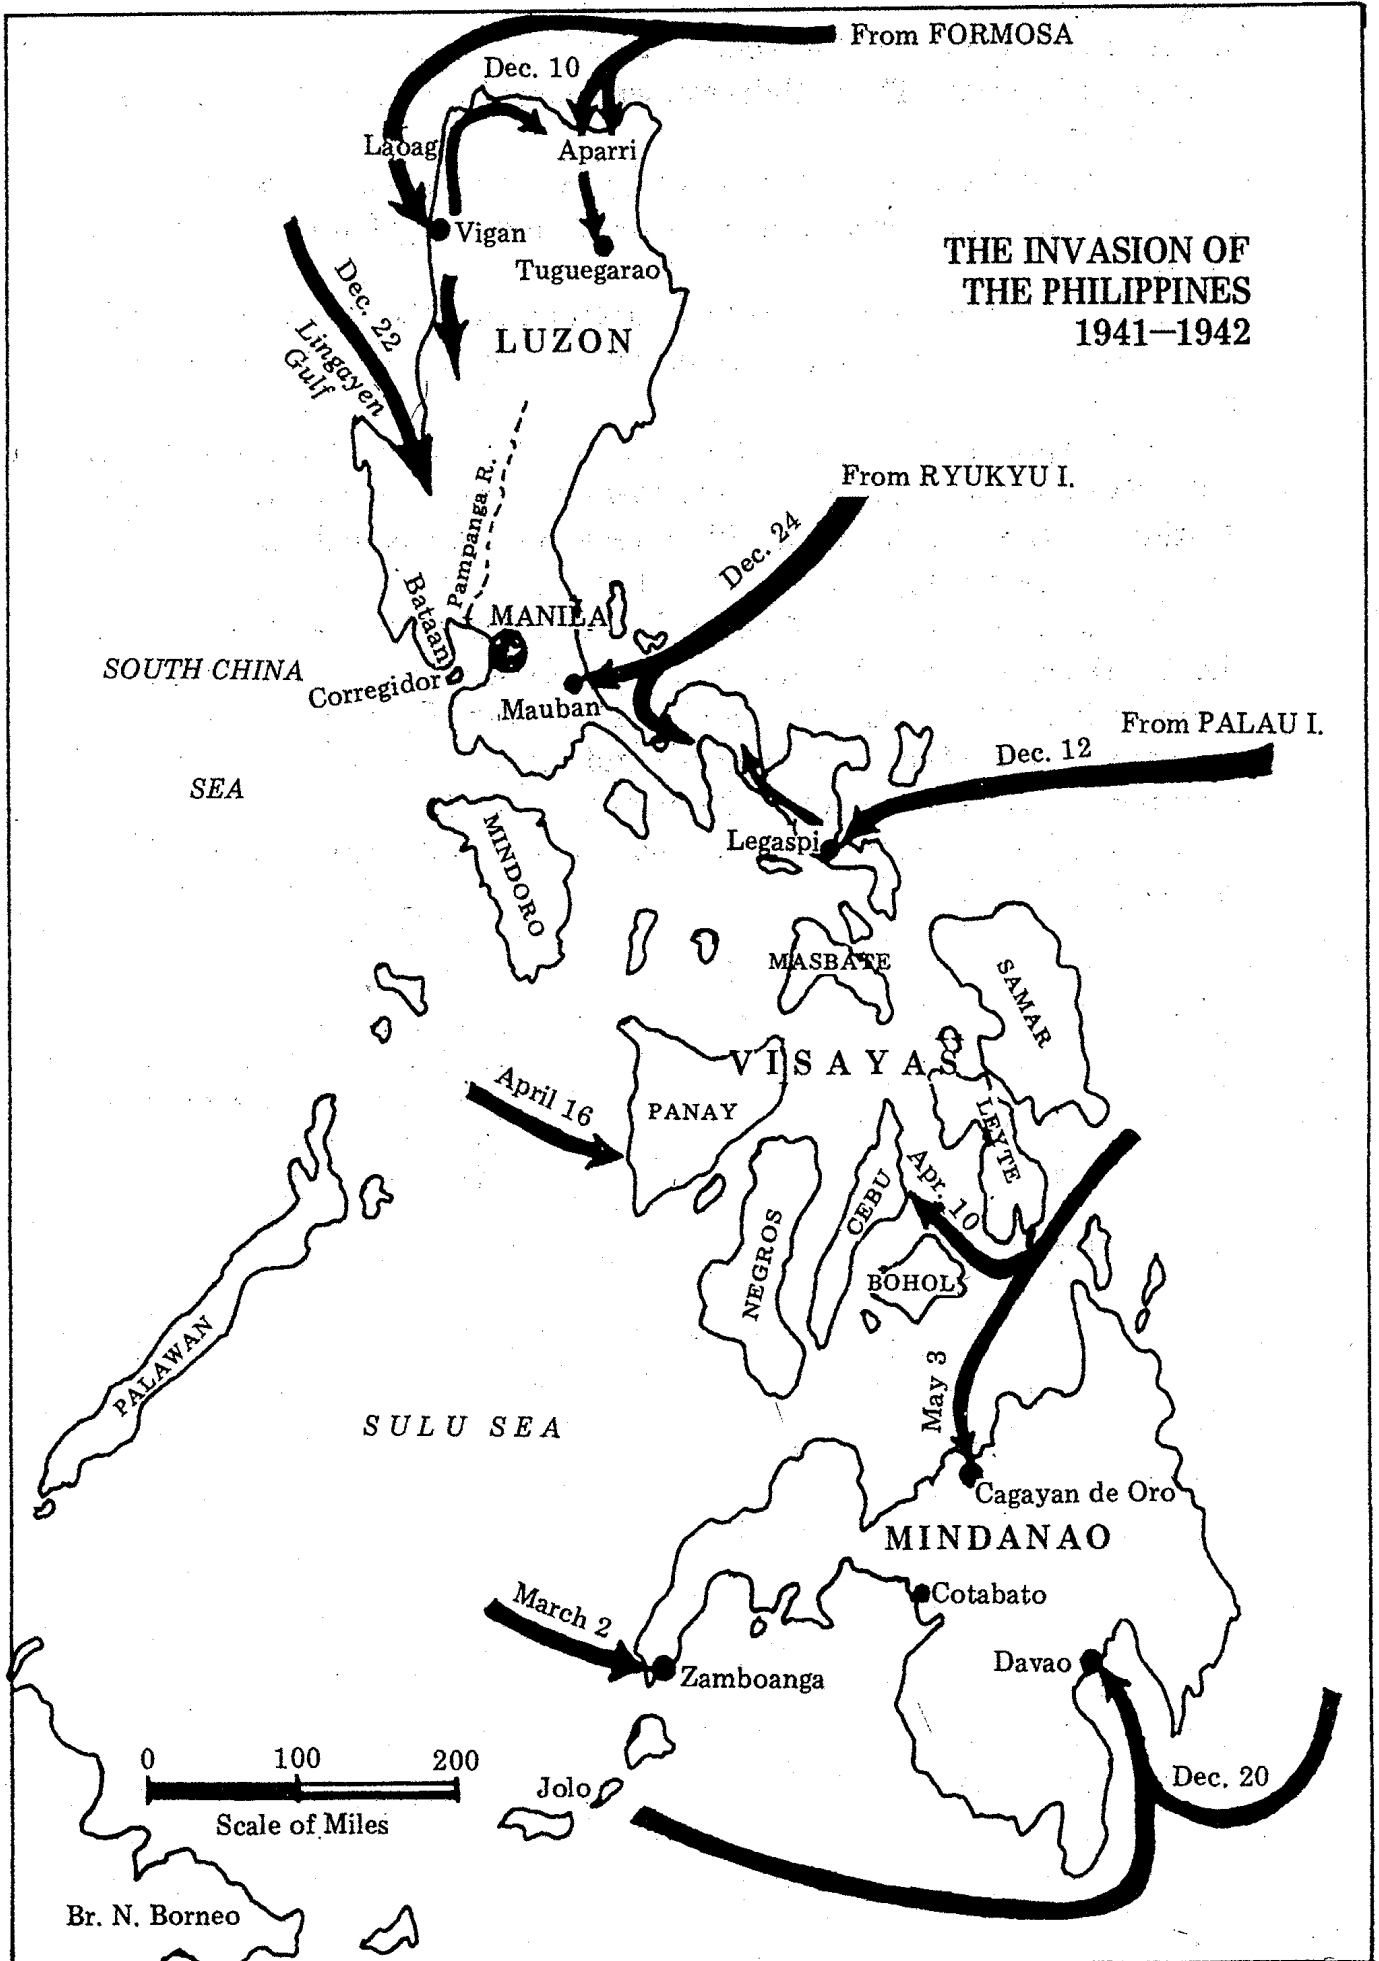 From FORMOSA
Dec. 10
Laoag
Aparri
Vigan
Tuguegarao
THE INVASION OF
THE PHILIPPINES
1941—1942
Dec. 22
Lingayen
Gulf
LUZON
Pampanga R.
From RYUKYU I.
Dec. 24
Bataan
MANILA
SOUTH CHINA
Corregidor
Mauban
From PALAU I.
Dec. 12
SEA
MINDORO
Legaspi
MASBATE
SAMAR
VISAYAS
April 16
PANAY
LEYTE
Apr. 10
CEBU
NEGROS
BOHOL
PALAWAN
May 3
SULU SEA
Cagayan de Oro
MINDANAO
Cotabato
March 2
Davao
Zamboanga
0 100 200
Scale of Miles
Jolo
Dec. 20
Br. N. Borneo